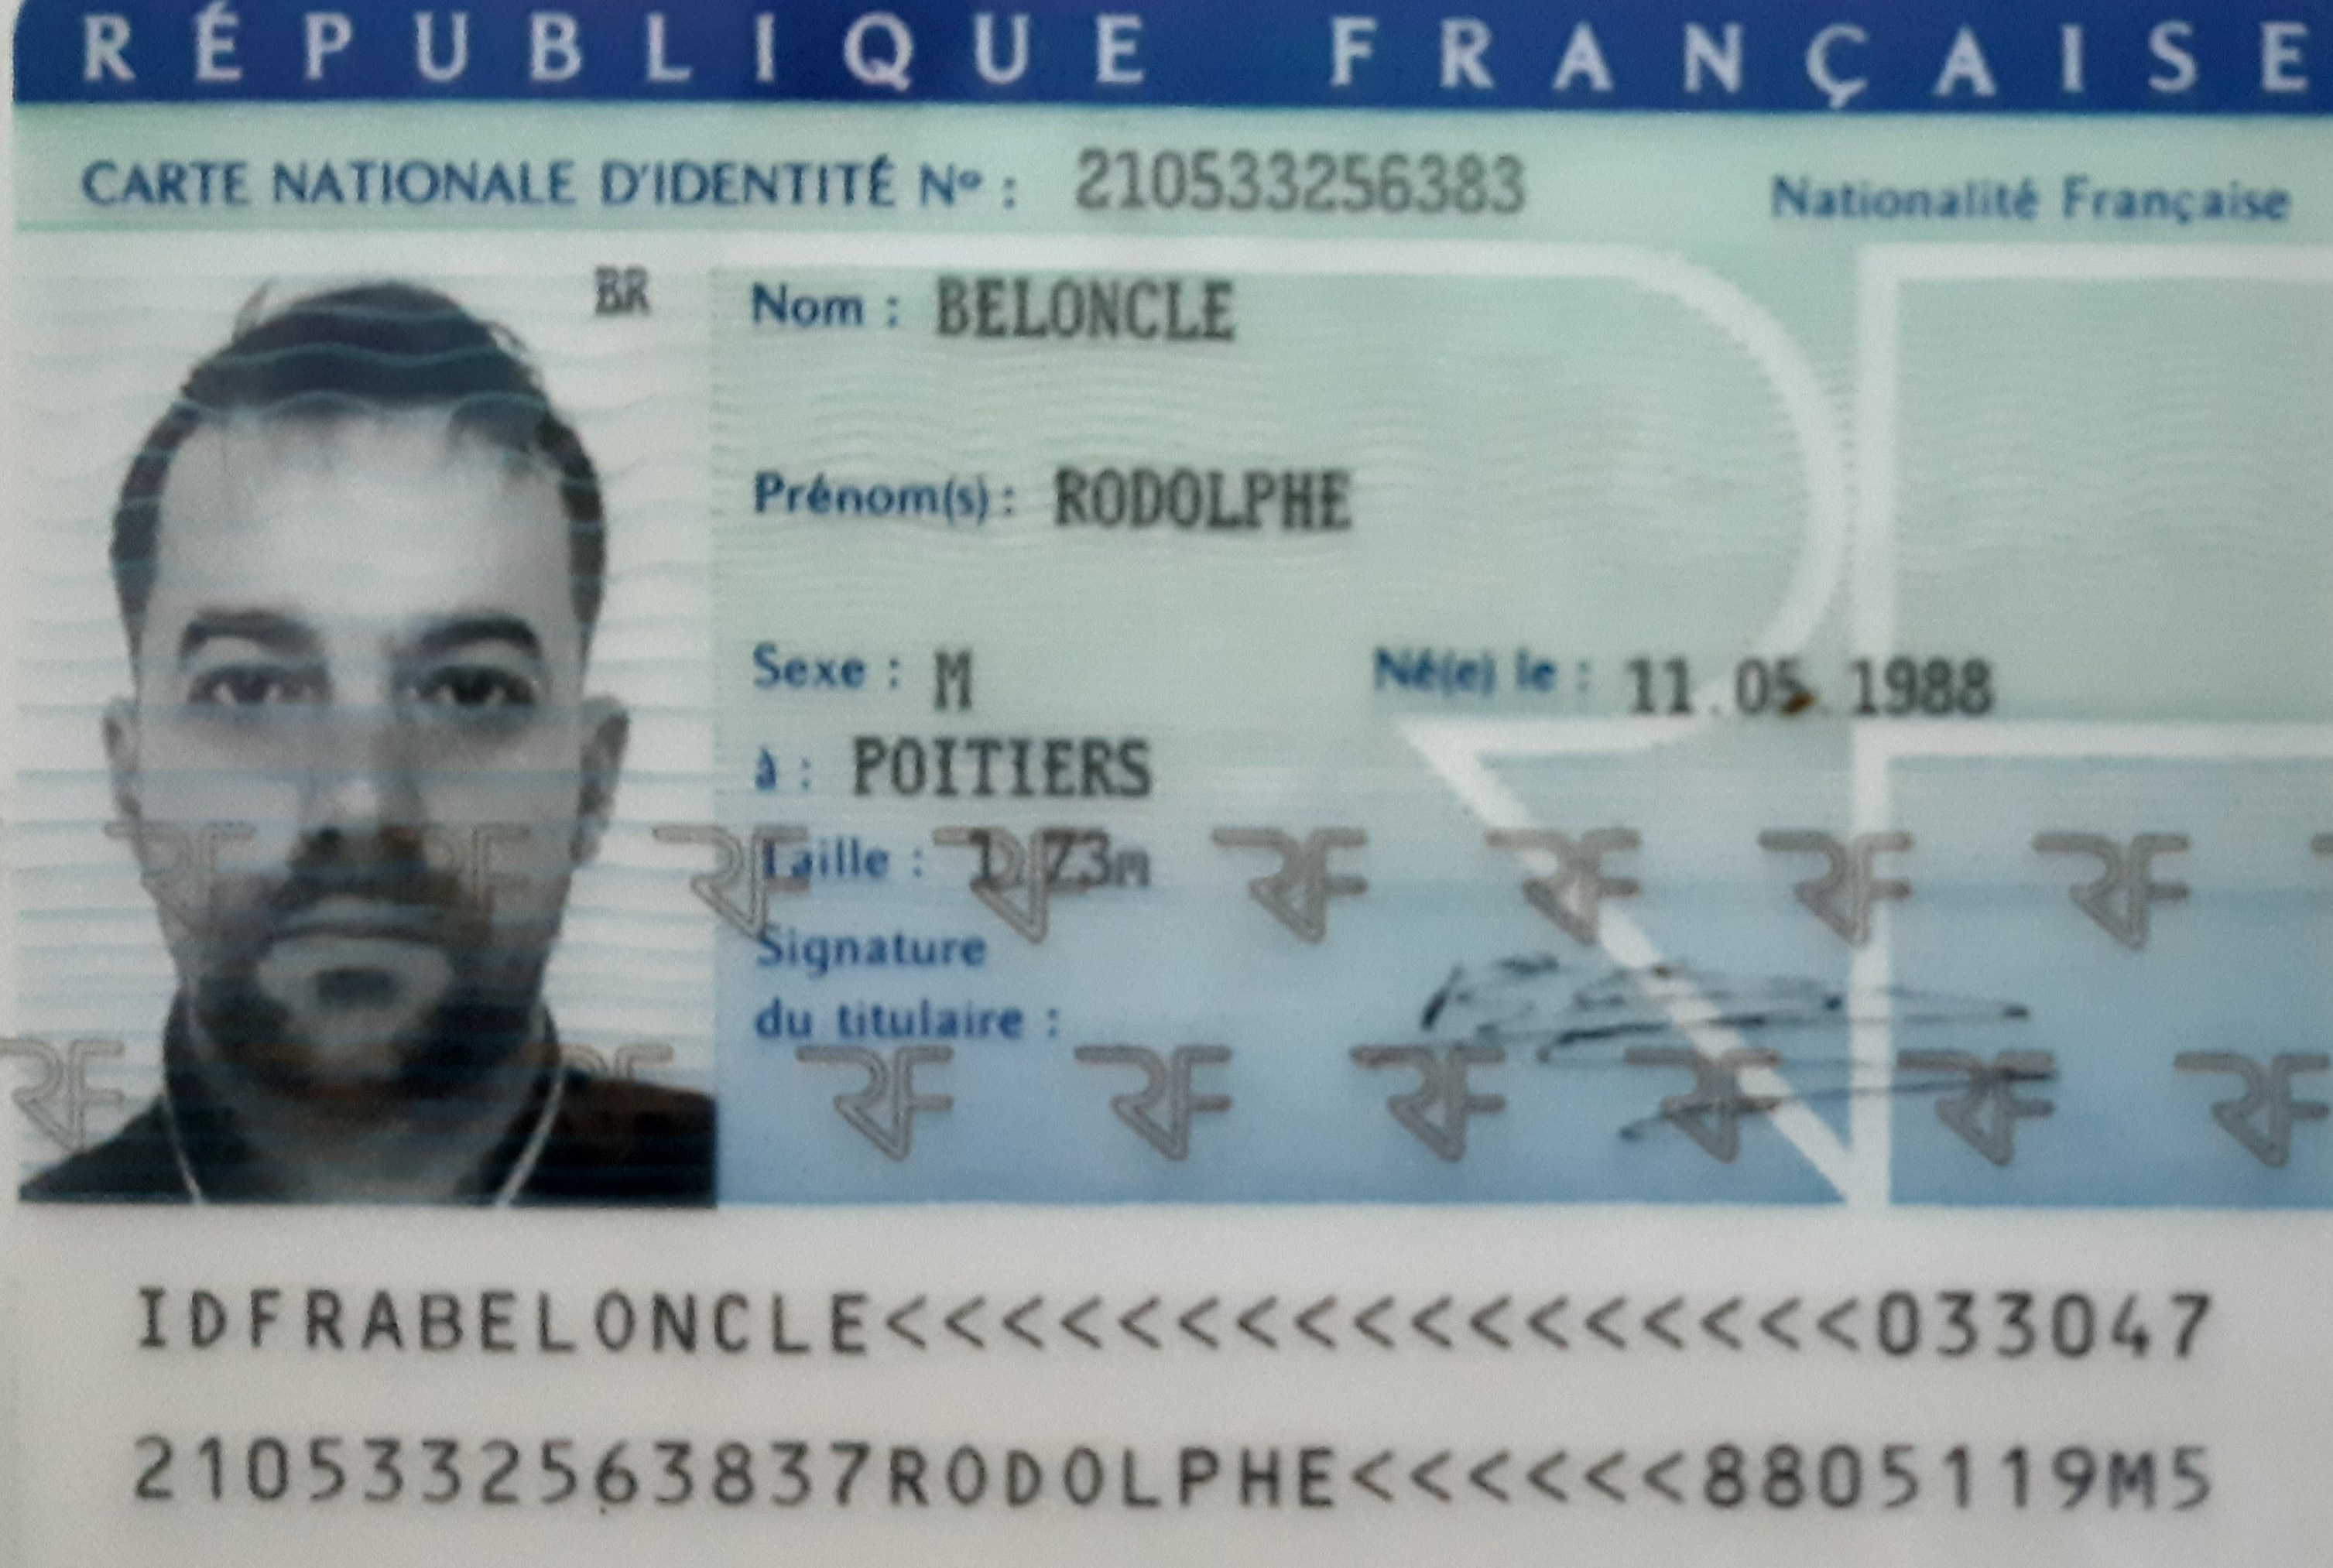 RÉPUBLIQUE FRANÇAISE
CARTE NATIONALE D'IDENTITÉ Nº : 210533256383 Nationalité Française
BR
Nom : BELONCLE
Prénom(s) : RODOLPHE
Sexe : M Né(e) le : 11.05.1988
à : POITIERS
Taille : 1,73m
Signature
du titulaire :
RF RF RF RF RF RF RF RF
RF RF RF RF RF RF RF RF
IDFRABELONCLE<<<<<<<<<<<<<<<<<033047
2105332563837RODOLPHE<<<<<<8805119M5